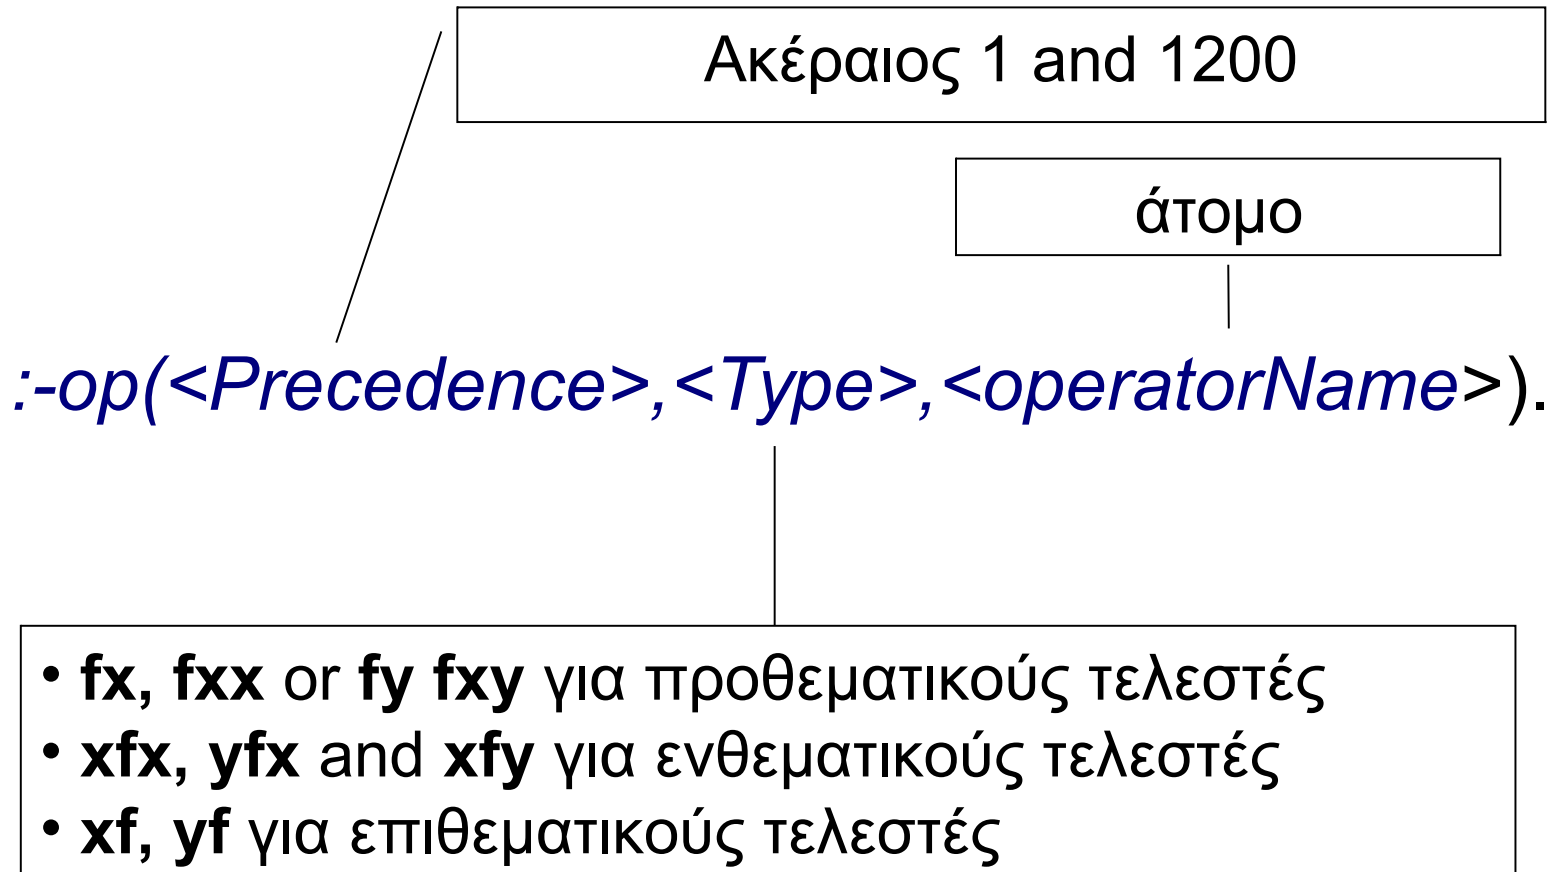 Ακέραιος 1 and 1200
άτομο
:-op(<Precedence>,<Type>,<operatorName>).
• fx, fxx or fy fxy για προθεματικούς τελεστές
• xfx, yfx and xfy για ενθεματικούς τελεστές
• xf, yf για επιθεματικούς τελεστές